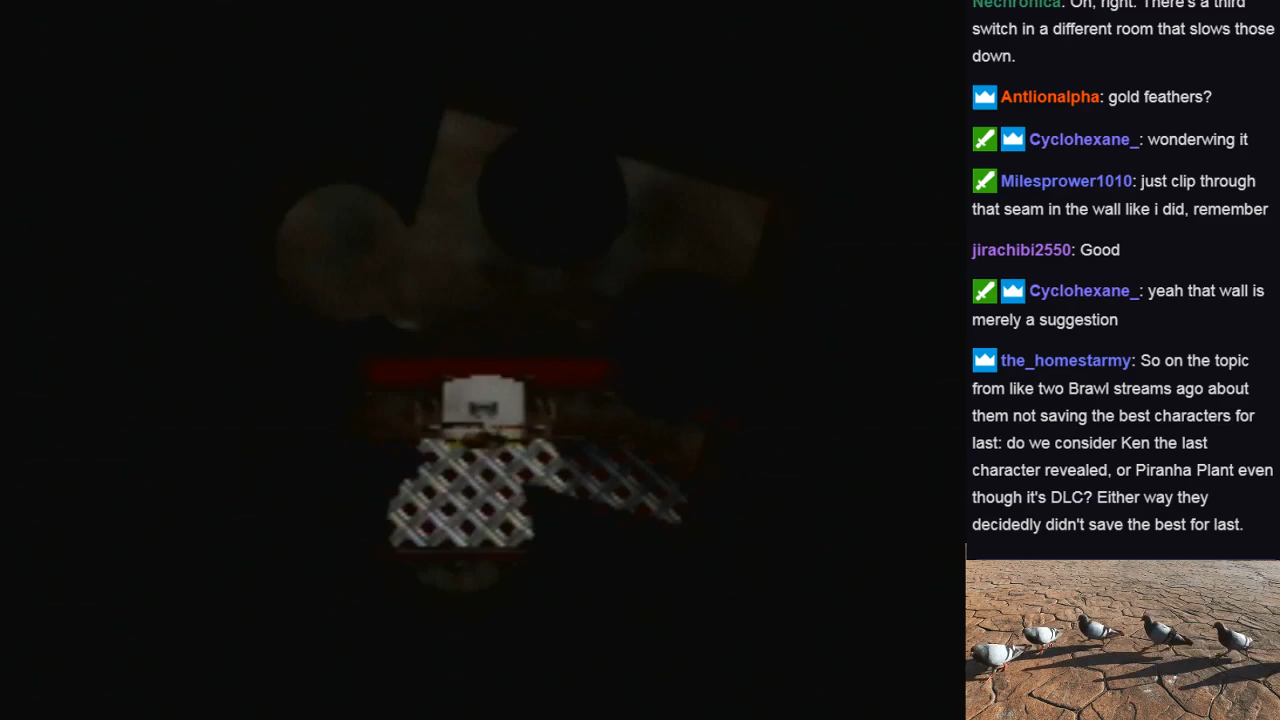 Nechronica: Oh, right. There's a third
switch in a different room that slows those
down.
Antlionalpha: gold feathers?
Cyclohexane_: wonderwing it
Milesprower1010: just clip through
that seam in the wall like i did, remember
jirachibi2550: Good
Cyclohexane_: yeah that wall is
merely a suggestion
the_homestarmy: So on the topic
from like two Brawl streams ago about
them not saving the best characters for
last: do we consider Ken the last
character revealed, or Piranha Plant even
though it's DLC? Either way they
decidedly didn't save the best for last.